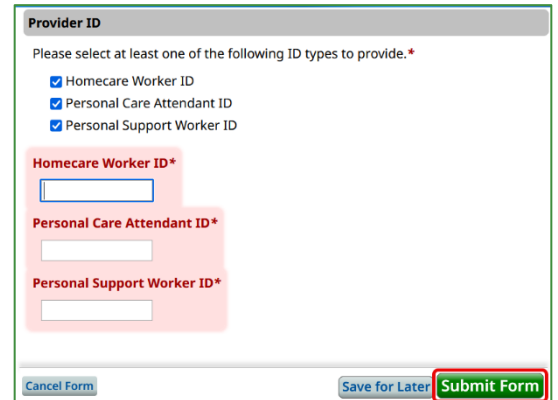 Provider ID
Please select at least one of the following ID types to provide.*
Homecare Worker ID
Personal Care Attendant ID
Personal Support Worker ID
Homecare Worker ID*
Personal Care Attendant ID*
Personal Support Worker ID*
Cancel Form Save for Later Submit Form